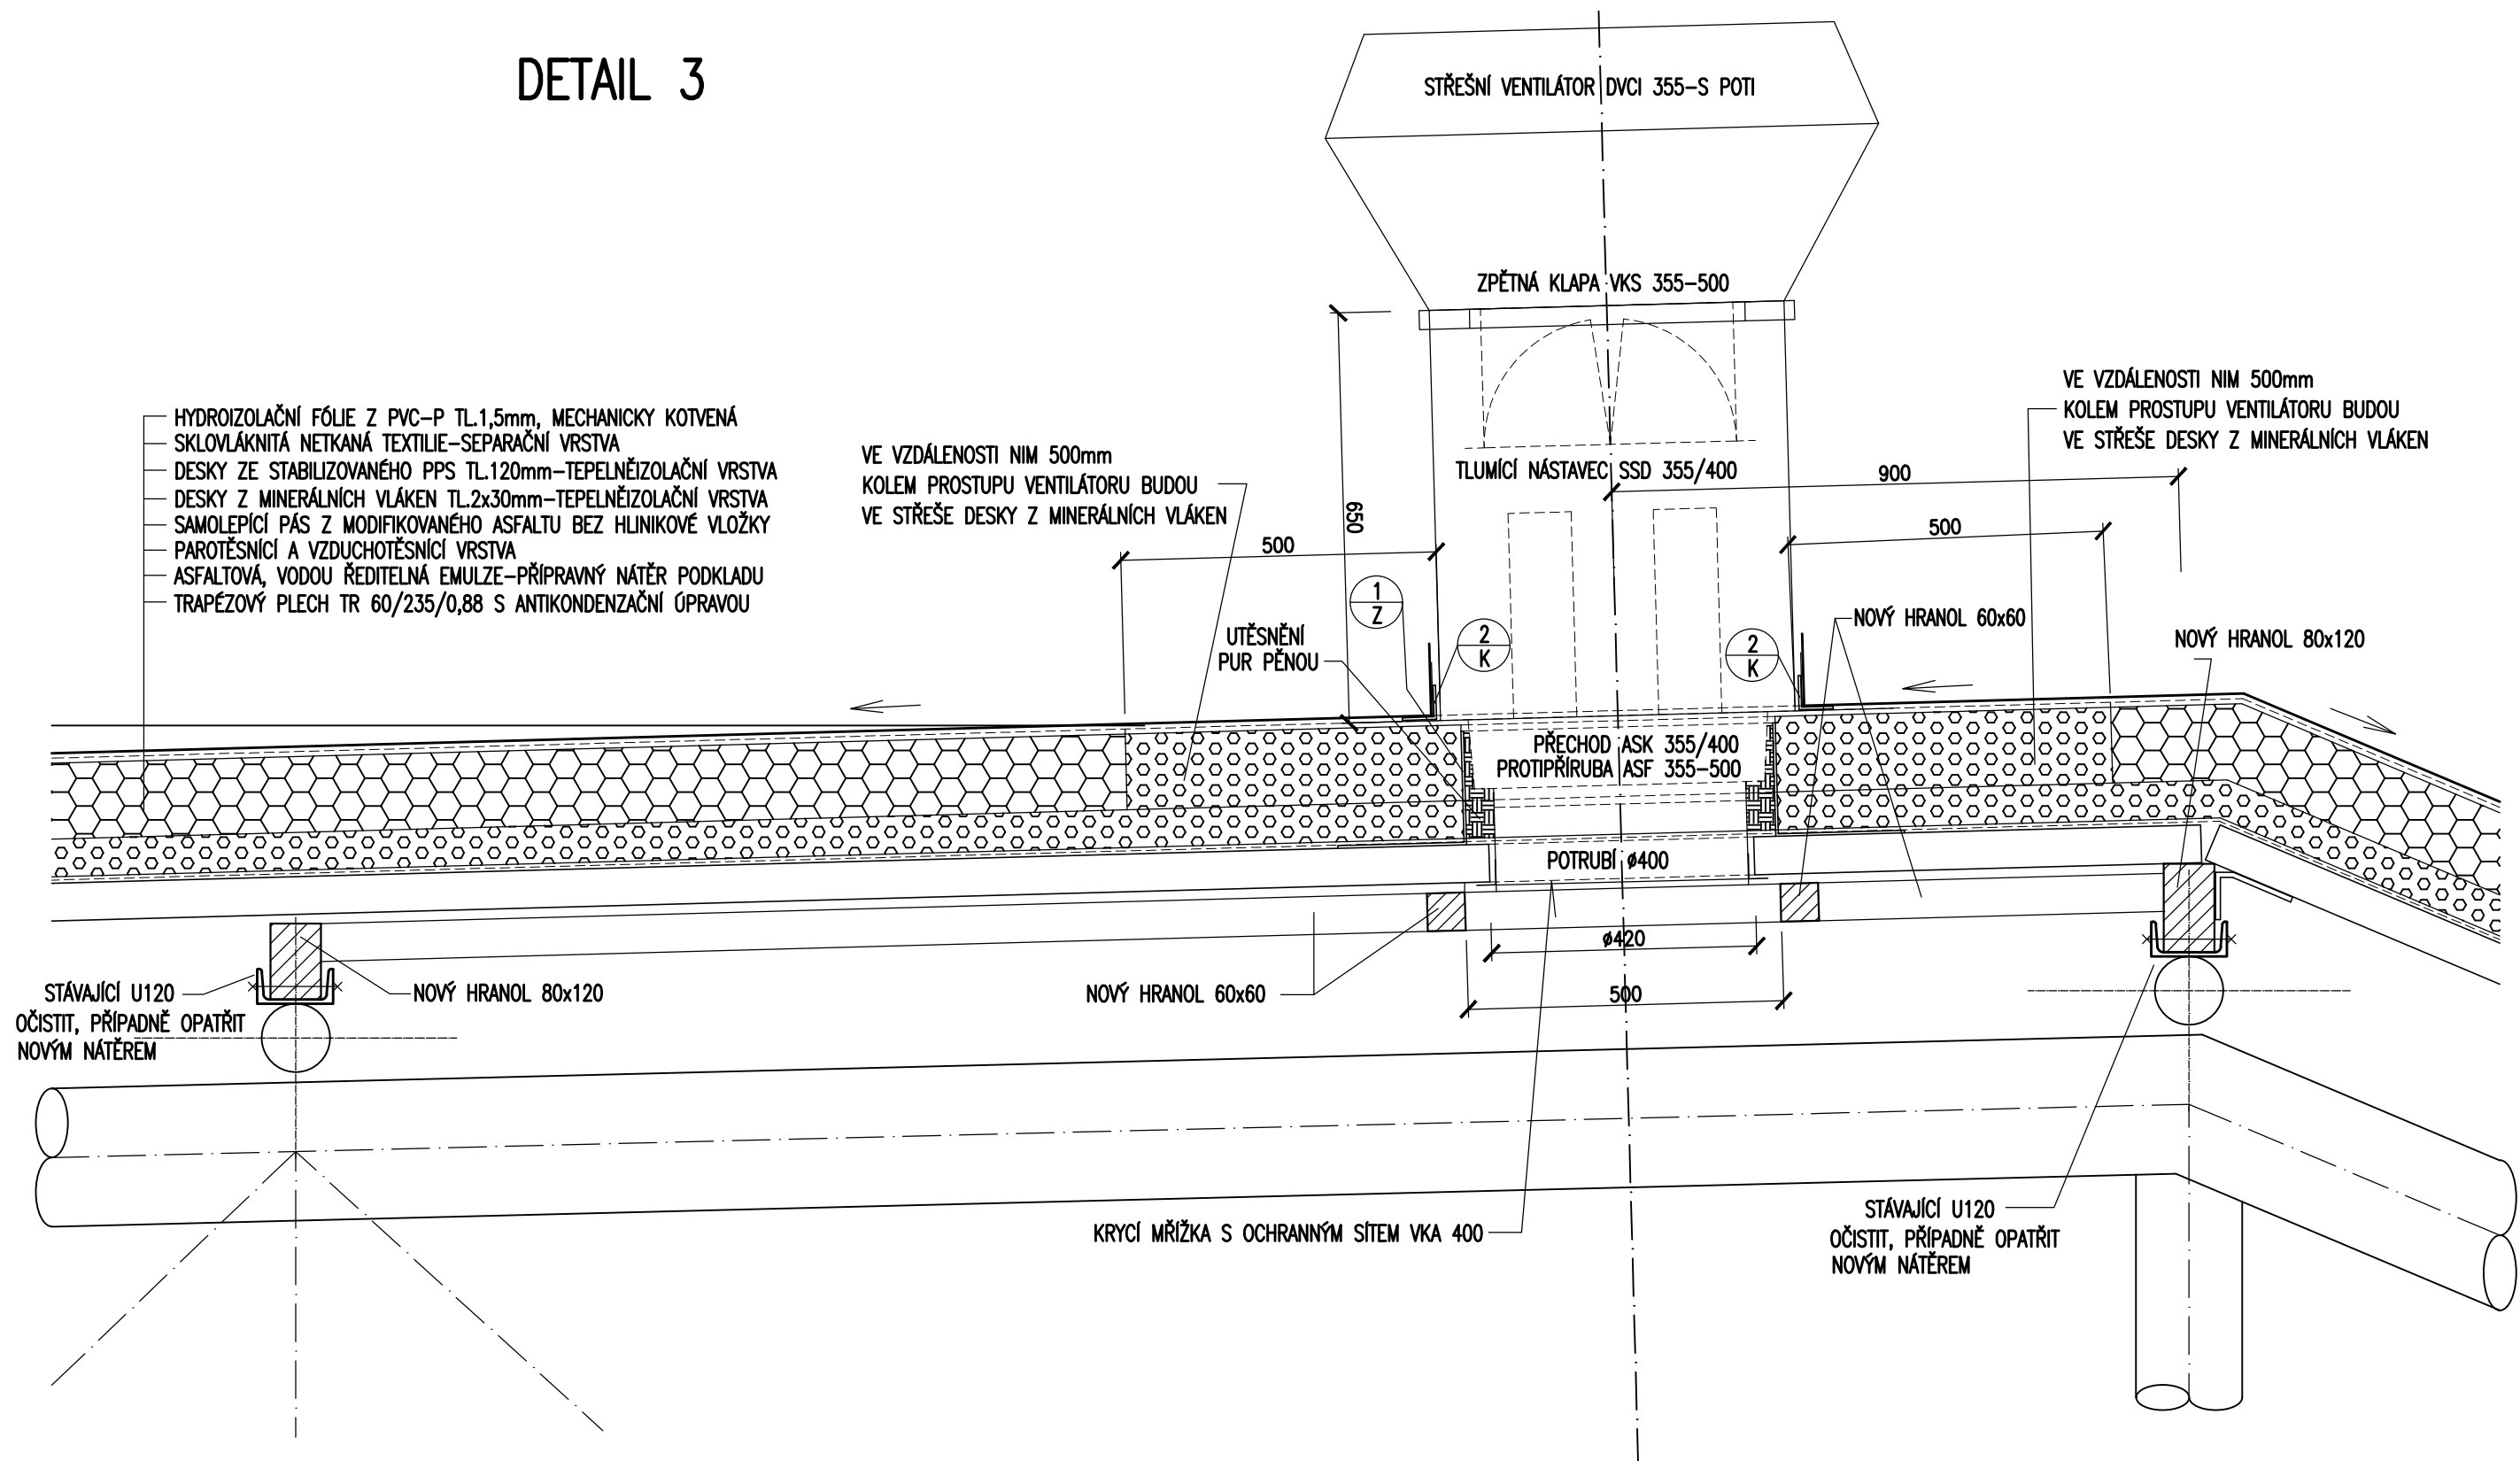 DETAIL 3
STŘEŠNÍ VENTILÁTOR DVCI 355-S POTI
ZPĚTNÁ KLAPA VKS 355-500
TLUMÍCÍ NÁSTAVEC SSD 355/400
HYDROIZOLAČNÍ FÓLIE Z PVC-P TL.1,5mm, MECHANICKY KOTVENÁ
SKLOVLÁKNITÁ NETKANÁ TEXTILIE-SEPARAČNÍ VRSTVA
DESKY ZE STABILIZOVANÉHO PPS TL.120mm-TEPELNĚIZOLAČNÍ VRSTVA
DESKY Z MINERÁLNÍCH VLÁKEN TL.2x30mm-TEPELNĚIZOLAČNÍ VRSTVA
SAMOLEPÍCÍ PÁS Z MODIFIKOVANÉHO ASFALTU BEZ HLINIKOVÉ VLOŽKY
PAROTĚSNÍCÍ A VZDUCHOTĚSNÍCÍ VRSTVA
ASFALTOVÁ, VODOU ŘEDITELNÁ EMULZE-PŘÍPRAVNÝ NÁTĚR PODKLADU
TRAPÉZOVÝ PLECH TR 60/235/0,88 S ANTIKONDENZAČNÍ ÚPRAVOU
VE VZDÁLENOSTI NIM 500mm
KOLEM PROSTUPU VENTILÁTORU BUDOU
VE STŘEŠE DESKY Z MINERÁLNÍCH VLÁKEN
VE VZDÁLENOSTI NIM 500mm
KOLEM PROSTUPU VENTILÁTORU BUDOU
VE STŘEŠE DESKY Z MINERÁLNÍCH VLÁKEN
650
900
500
500
1
Z
2
K
2
K
UTĚSNĚNÍ
PUR PĚNOU
NOVÝ HRANOL 60x60
NOVÝ HRANOL 80x120
PŘECHOD ASK 355/400
PROTIPŘÍRUBA ASF 355-500
POTRUBÍ ø400
ø420
500
STÁVAJÍCÍ U120
OČISTIT, PŘÍPADNĚ OPATŘIT
NOVÝM NÁTĚREM
NOVÝ HRANOL 80x120
NOVÝ HRANOL 60x60
KRYCÍ MŘÍŽKA S OCHRANNÝM SÍTEM VKA 400
STÁVAJÍCÍ U120
OČISTIT, PŘÍPADNĚ OPATŘIT
NOVÝM NÁTĚREM